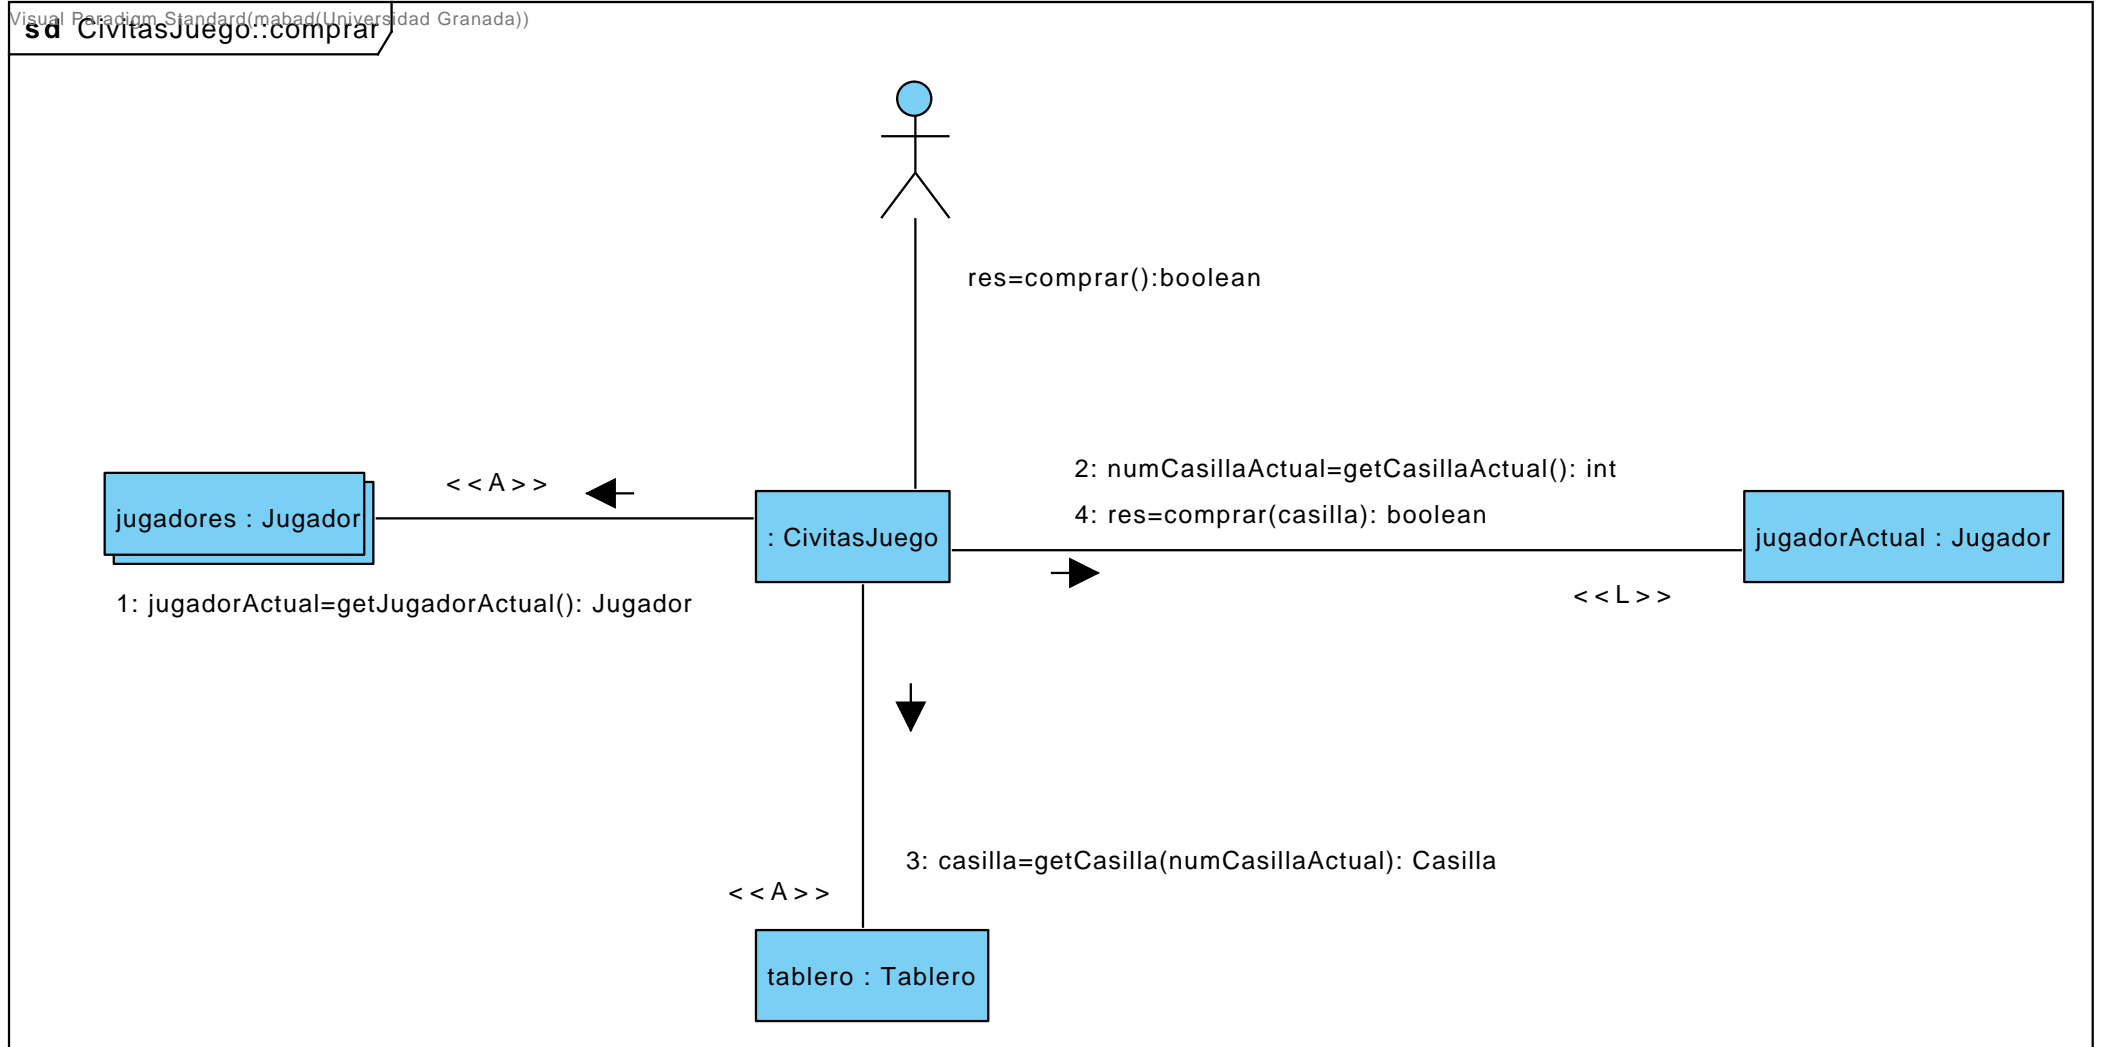 Visual Paradigm Standard(mabad(Universidad Granada))
sd CivitasJuego::comprar
res=comprar():boolean
<<A>>
2: numCasillaActual=getCasillaActual(): int
4: res=comprar(casilla): boolean
jugadores : Jugador
: CivitasJuego
jugadorActual : Jugador
<<L>>
1: jugadorActual=getJugadorActual(): Jugador
3: casilla=getCasilla(numCasillaActual): Casilla
<<A>>
tablero : Tablero